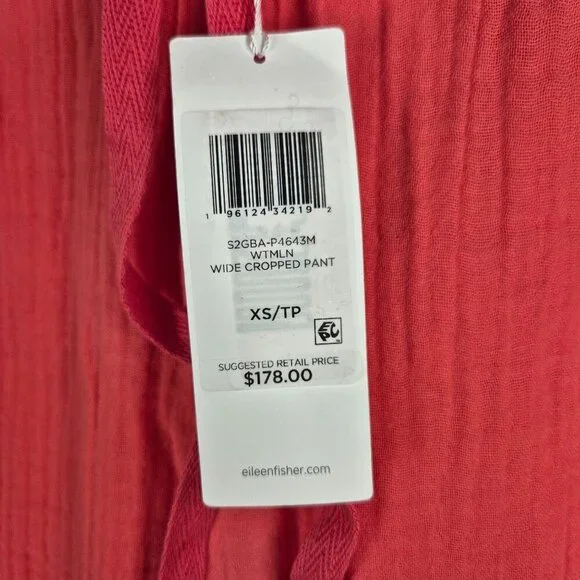 1 96124 34219 2
S2GBA-P4643M
WTMLN
WIDE CROPPED PANT
XS/TP
EPC
SUGGESTED RETAIL PRICE
$178.00
eileenfisher.com